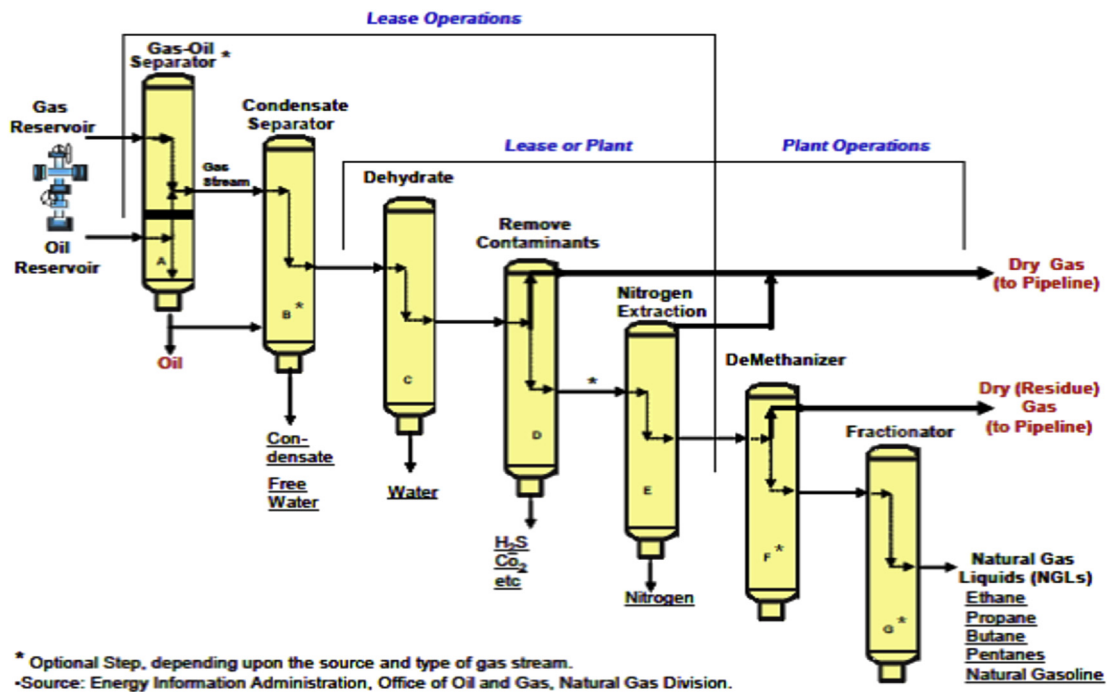 Lease Operations
Gas-Oil
Separator *
Gas
Reservoir
Condensate
Separator
Lease or Plant
Plant Operations
Gas
Stream
Dehydrate
Remove
Contaminants
Oil
Reservoir
A
Dry Gas
(to Pipeline)
B *
Nitrogen
Extraction
Oil
DeMethanizer
C
*
Dry (Residue)
Gas
(to Pipeline)
D
Fractionator
Con-
densate
Free
Water
Water
E
H2S
Co2
etc
F *
Nitrogen
Natural Gas
Liquids (NGLs)
Ethane
Propane
Butane
Pentanes
Natural Gasoline
G *
* Optional Step, depending upon the source and type of gas stream.
•Source: Energy Information Administration, Office of Oil and Gas, Natural Gas Division.